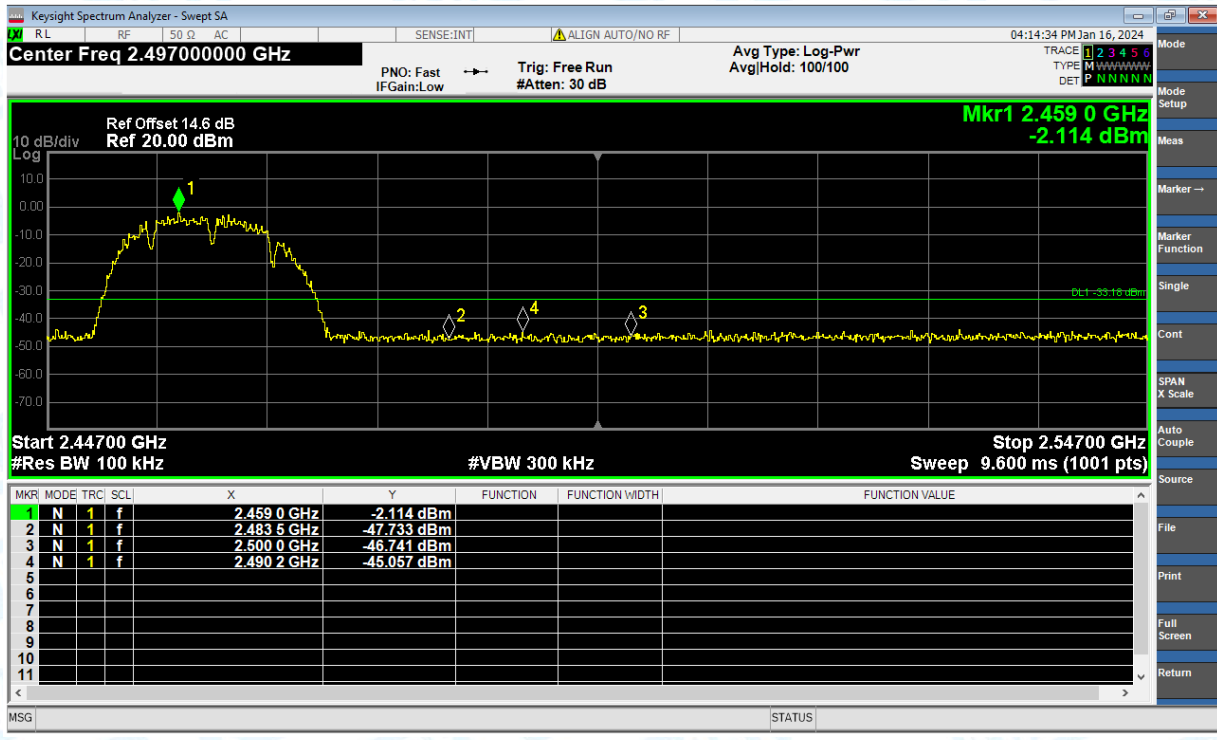 Keysight Spectrum Analyzer - Swept SA
LXI RL RF 50 Ω AC SENSE:INT ALIGN AUTO/NO RF 04:14:34 PM Jan 16, 2024
Center Freq 2.497000000 GHz
PNO: Fast
IFGain:Low
Trig: Free Run
#Atten: 30 dB
Avg Type: Log-Pwr
Avg|Hold: 100/100
TRACE 1 2 3 4 5 6
TYPE M WWWWW
DET P N N N N N
Mkr1 2.459 0 GHz
-2.114 dBm
Ref Offset 14.6 dB
10 dB/div Ref 20.00 dBm
Log
10.0
0.00
-10.0
-20.0
-30.0
-40.0
-50.0
-60.0
-70.0
1
2
4
3
DL1 -33.18 dBm
Start 2.44700 GHz Stop 2.54700 GHz
#Res BW 100 kHz #VBW 300 kHz Sweep 9.600 ms (1001 pts)
MKR MODE TRC SCL X Y FUNCTION FUNCTION WIDTH FUNCTION VALUE
1 N 1 f 2.459 0 GHz -2.114 dBm
2 N 1 f 2.483 5 GHz -47.733 dBm
3 N 1 f 2.500 0 GHz -46.741 dBm
4 N 1 f 2.490 2 GHz -45.057 dBm
5
6
7
8
9
10
11
MSG STATUS
Mode
Mode
Setup
Meas
Marker →
Marker
Function
Single
Cont
SPAN
X Scale
Auto
Couple
Source
File
Print
Full
Screen
Return